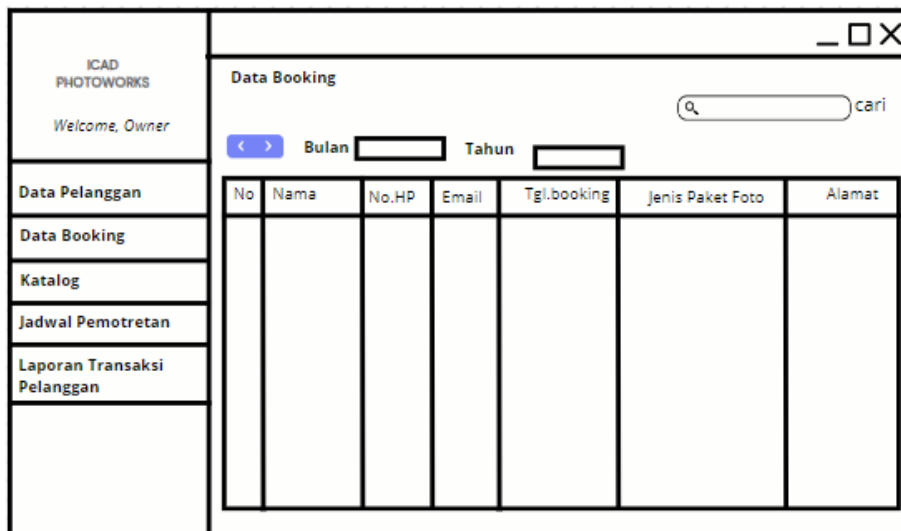 ICAD
PHOTOWORKS
Welcome, Owner
Data Pelanggan
Data Booking
Katalog
Jadwal Pemotretan
Laporan Transaksi
Pelanggan
Data Booking
cari
Bulan Tahun
No Nama No.HP Email Tgl.booking Jenis Paket Foto Alamat